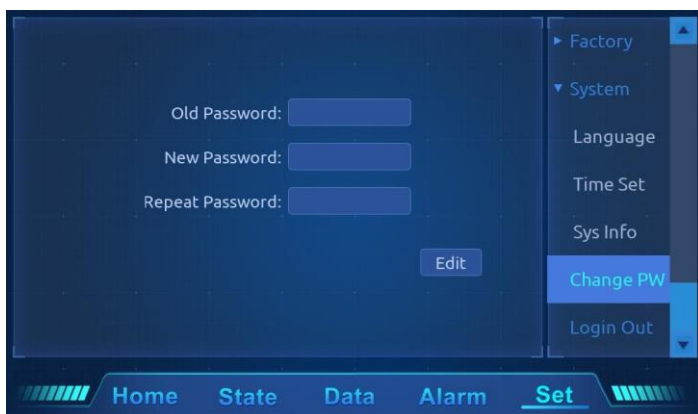 Factory
System
Old Password:
Language
New Password:
Time Set
Repeat Password:
Sys Info
Edit
Change PW
Login Out
Home State Data Alarm Set